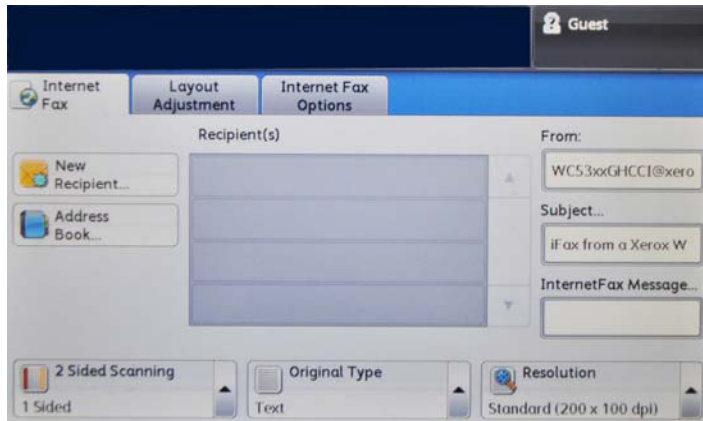 Guest
Internet
Fax
Layout
Adjustment
Internet Fax
Options
Recipient(s)
From:
New
Recipient...
WC53xxGHCCI@xero
Address
Book...
Subject...
iFax from a Xerox W
InternetFax Message...
2 Sided Scanning
1 Sided
Original Type
Text
Resolution
Standard (200 x 100 dpi)